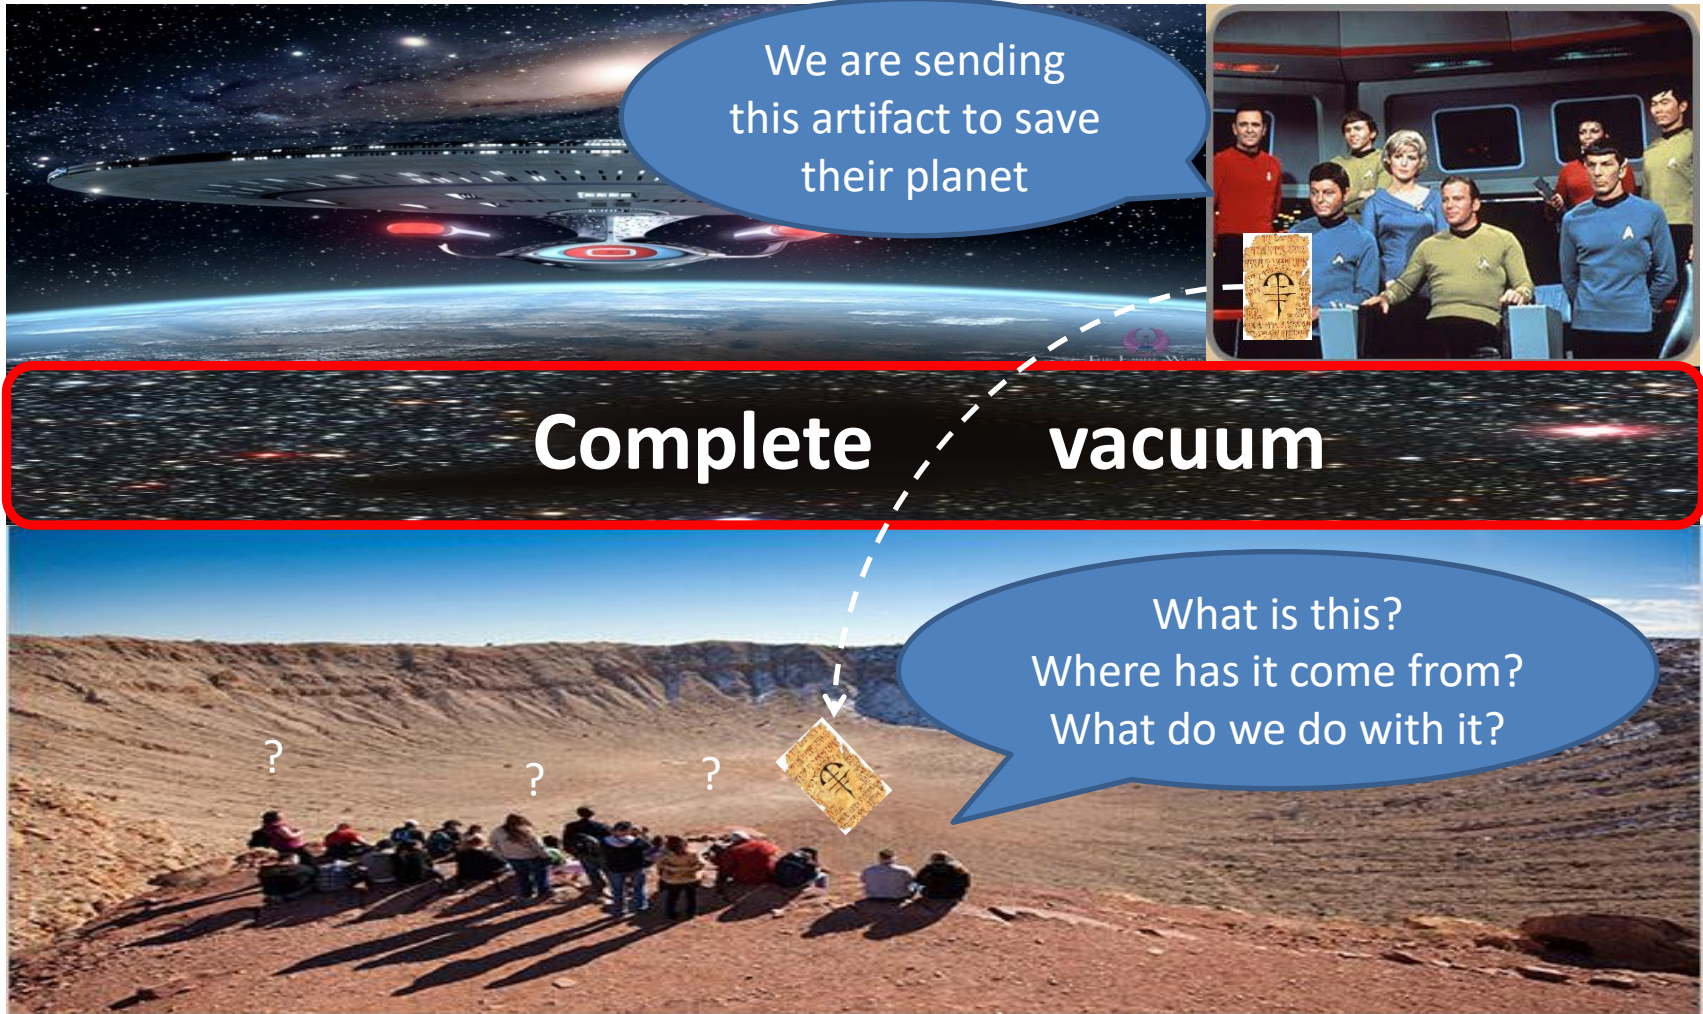 We are sending
this artifact to save
their planet
Complete vacuum
What is this?
Where has it come from?
What do we do with it?
?
?
?